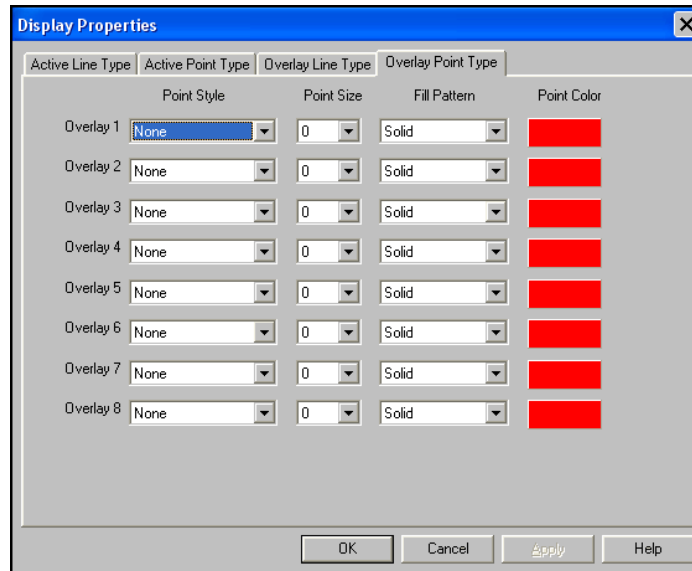 Display Properties
Active Line Type Active Point Type Overlay Line Type Overlay Point Type
Point Style Point Size Fill Pattern Point Color
Overlay 1 None 0 Solid
Overlay 2 None 0 Solid
Overlay 3 None 0 Solid
Overlay 4 None 0 Solid
Overlay 5 None 0 Solid
Overlay 6 None 0 Solid
Overlay 7 None 0 Solid
Overlay 8 None 0 Solid
OK Cancel Apply Help